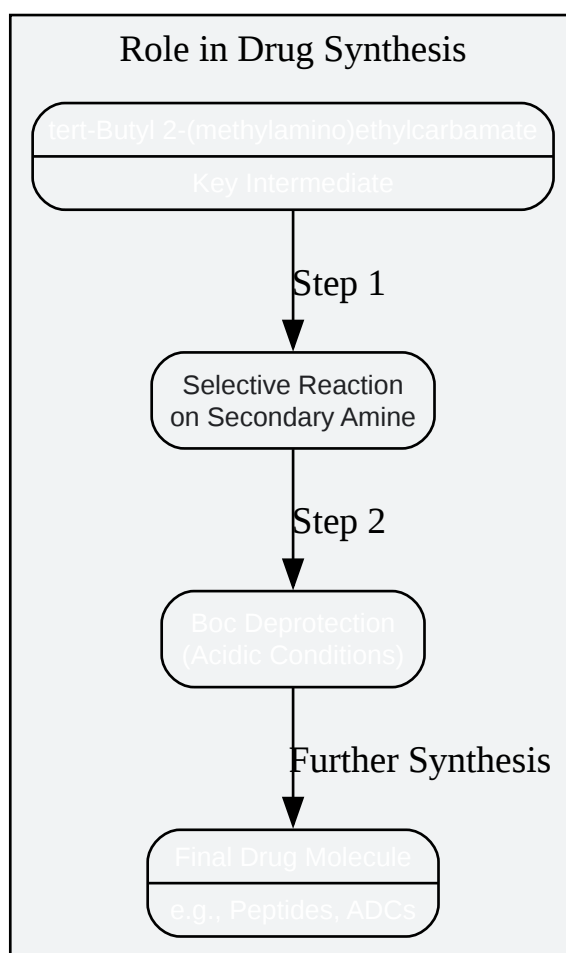 Role in Drug Synthesis
tert-Butyl 2-(methylamino)ethylcarbamate
Key Intermediate
Step 1
Selective Reaction
on Secondary Amine
Step 2
Boc Deprotection
(Acidic Conditions)
Further Synthesis
Final Drug Molecule
e.g., Peptides, ADCs